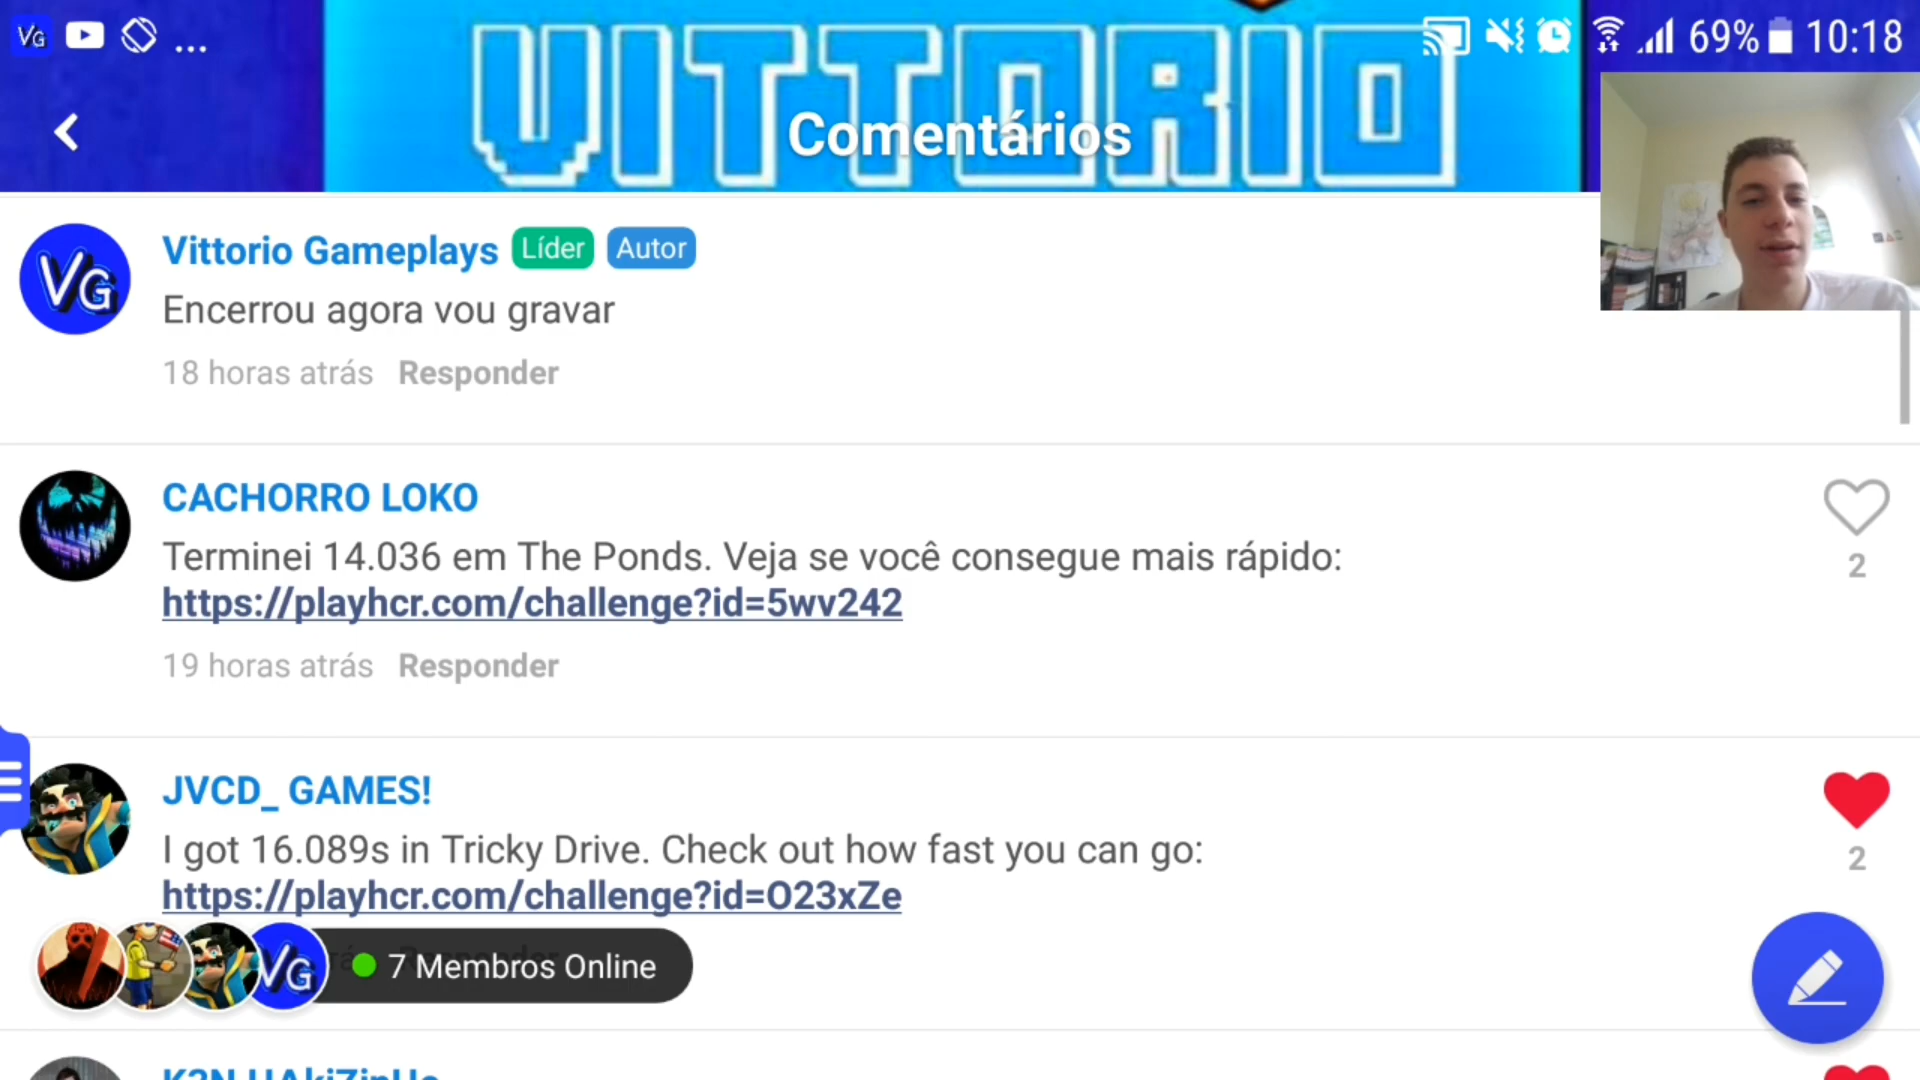 VG
...
69% 10:18
VITTORIO
Comentários
VG
Vittorio Gameplays Líder Autor
Encerrou agora vou gravar
18 horas atrás Responder
CACHORRO LOKO
Terminei 14.036 em The Ponds. Veja se você consegue mais rápido:
https://playhcr.com/challenge?id=5wv242
2
19 horas atrás Responder
JVCD_ GAMES!
I got 16.089s in Tricky Drive. Check out how fast you can go:
https://playhcr.com/challenge?id=O23xZe
2
VG
7 Membros Online